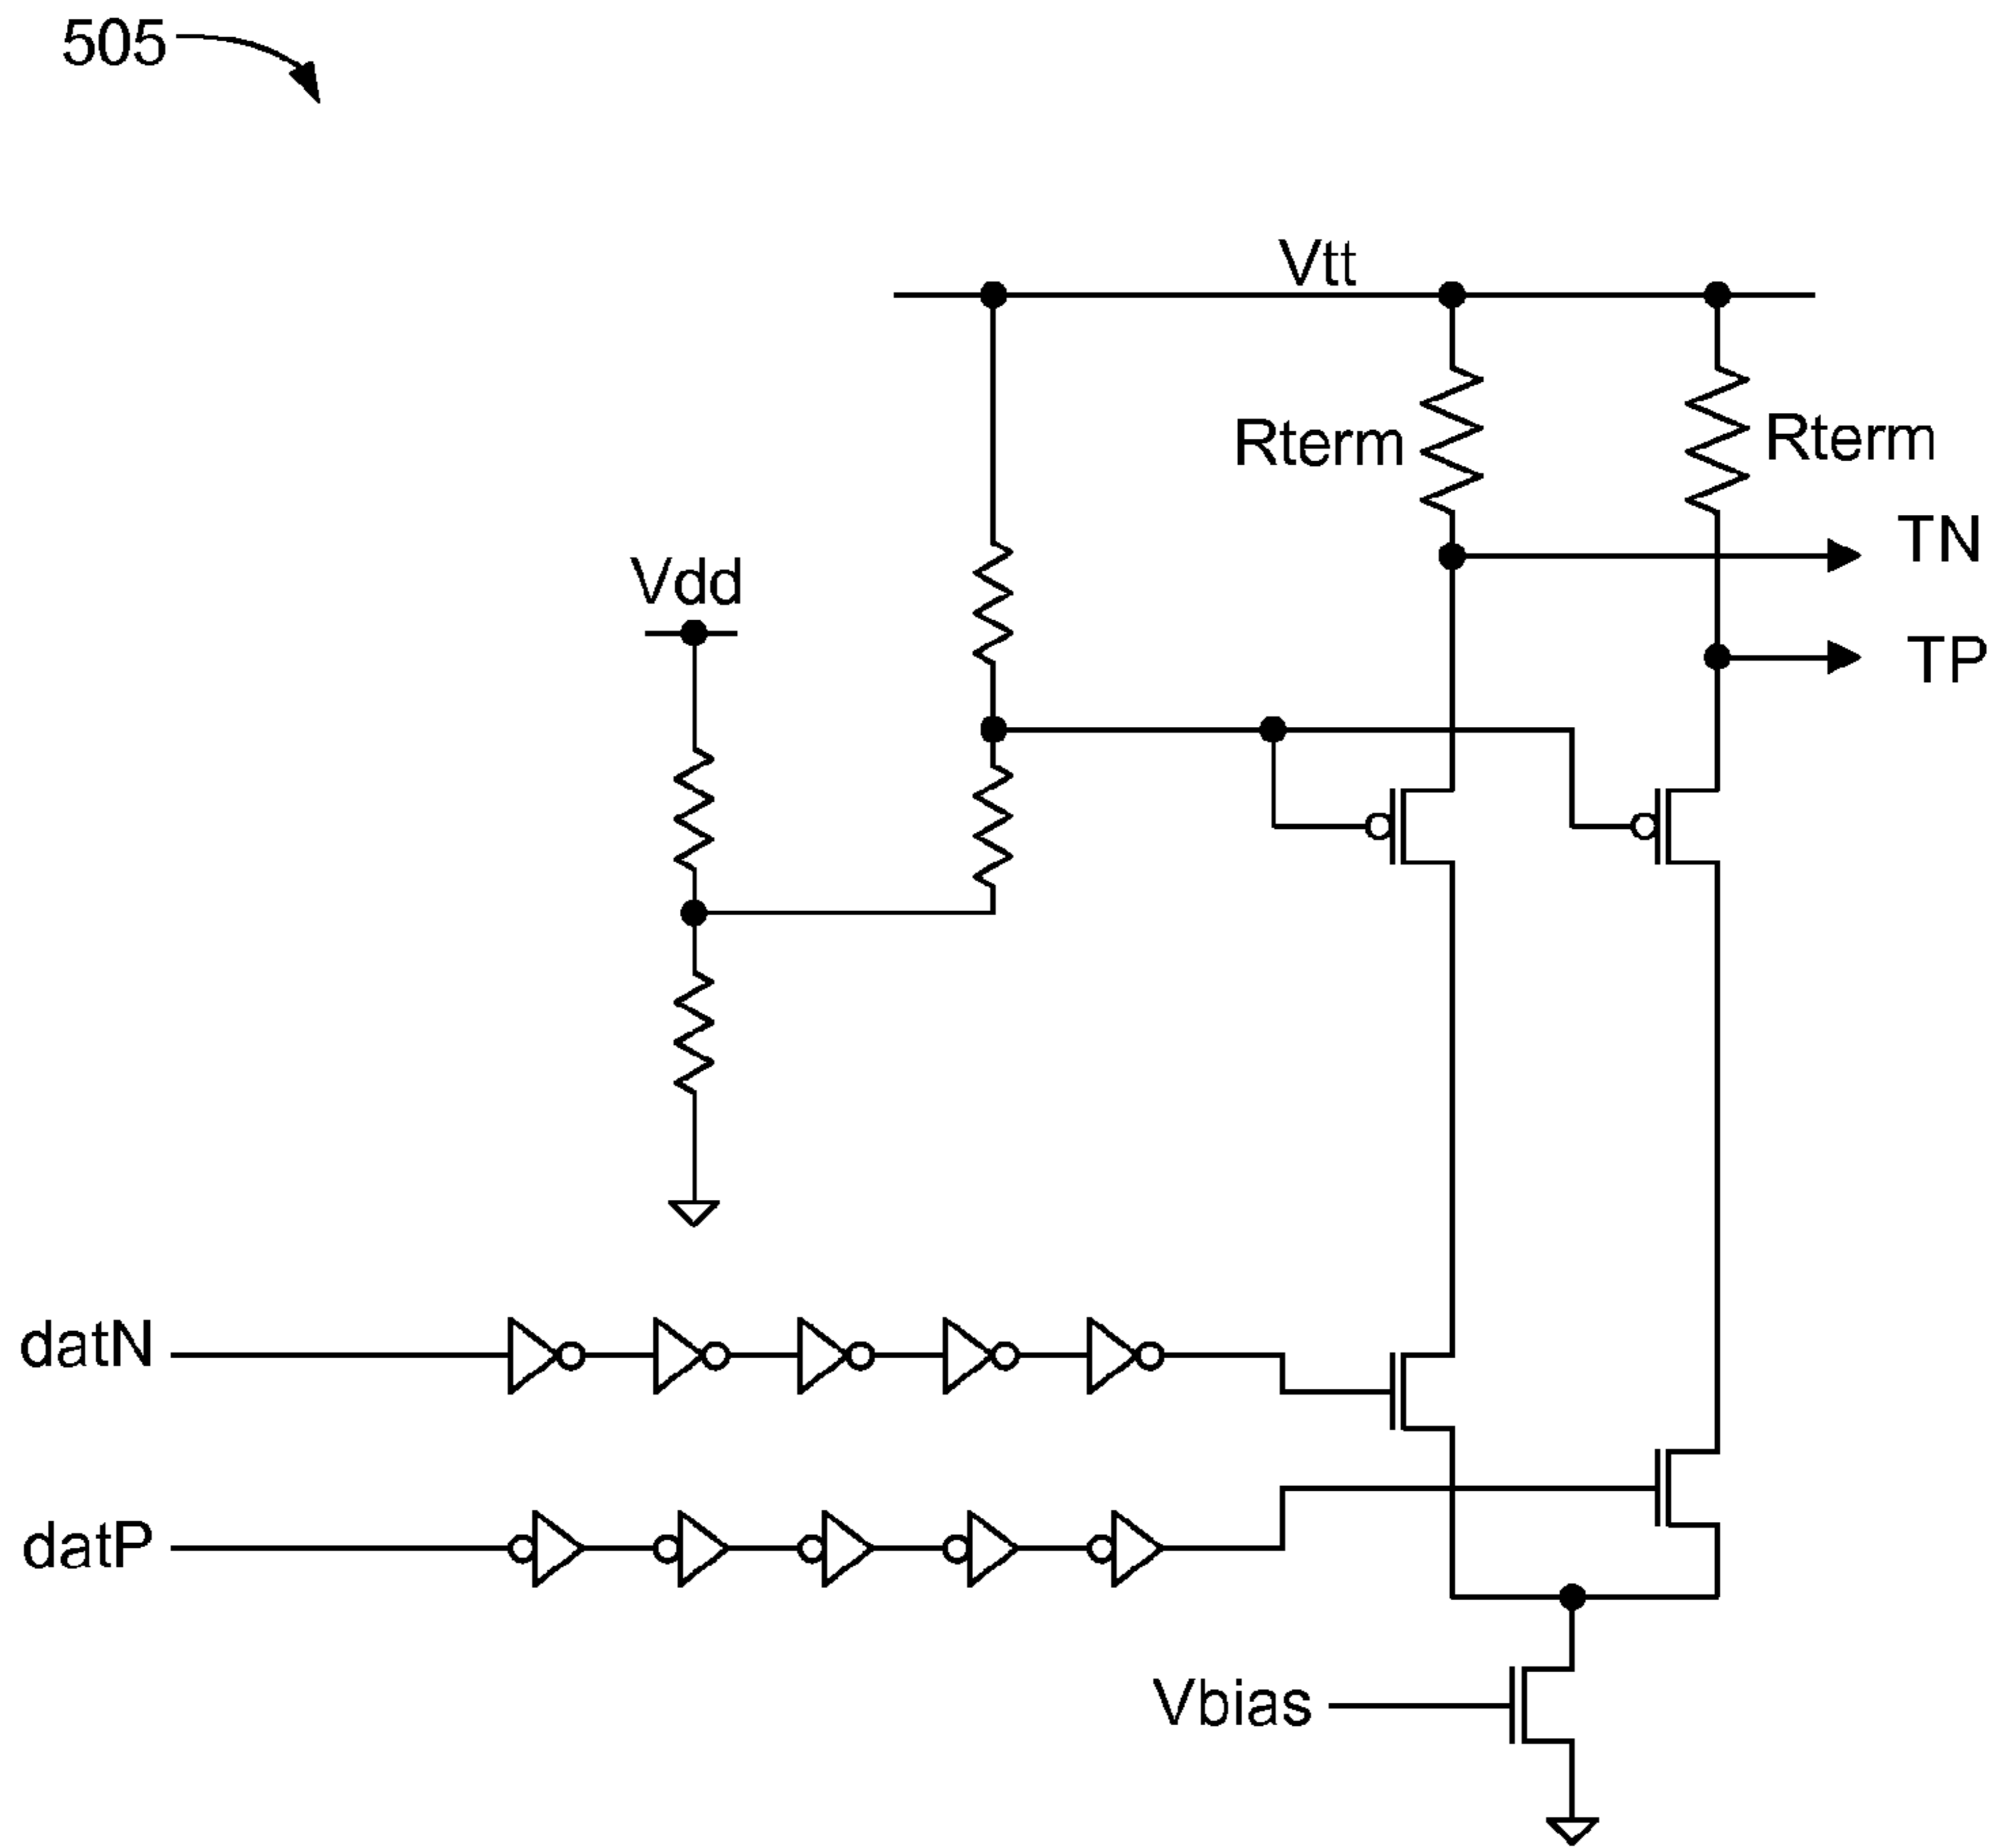 505
Vtt
Rterm
Rterm
TN
Vdd
TP
datN
datP
Vbias